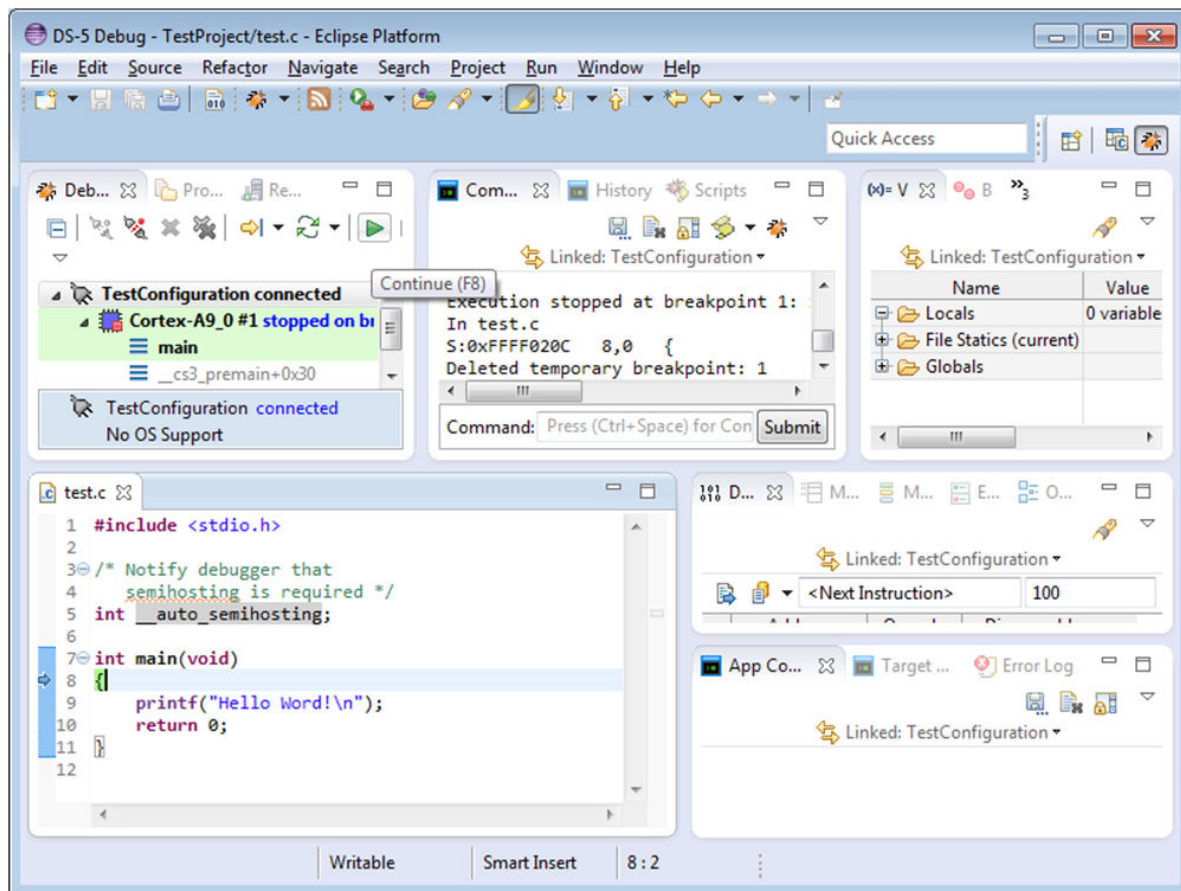 DS-5 Debug - TestProject/test.c - Eclipse Platform
File Edit Source Refactor Navigate Search Project Run Window Help
Quick Access
Deb... Pro... Re...
Continue (F8)
TestConfiguration connected
Cortex-A9_0 #1 stopped on br
main
__cs3_premain+0x30
TestConfiguration connected
No OS Support
Com... History Scripts
Linked: TestConfiguration
Execution stopped at breakpoint 1:
In test.c
S:0xFFFF020C 8,0 {
Deleted temporary breakpoint: 1
Command: Press (Ctrl+Space) for Con Submit
(x)= V B »3
Linked: TestConfiguration
Name Value
Locals 0 variable
File Statics (current)
Globals
test.c
1 #include <stdio.h>
2
3 /* Notify debugger that
4 semihosting is required */
5 int __auto_semihosting;
6
7 int main(void)
8 {
9 printf("Hello Word!\n");
10 return 0;
11 }
12
D... M... M... E... O...
Linked: TestConfiguration
<Next Instruction> 100
App Co... Target ... Error Log
Linked: TestConfiguration
Writable Smart Insert 8 : 2